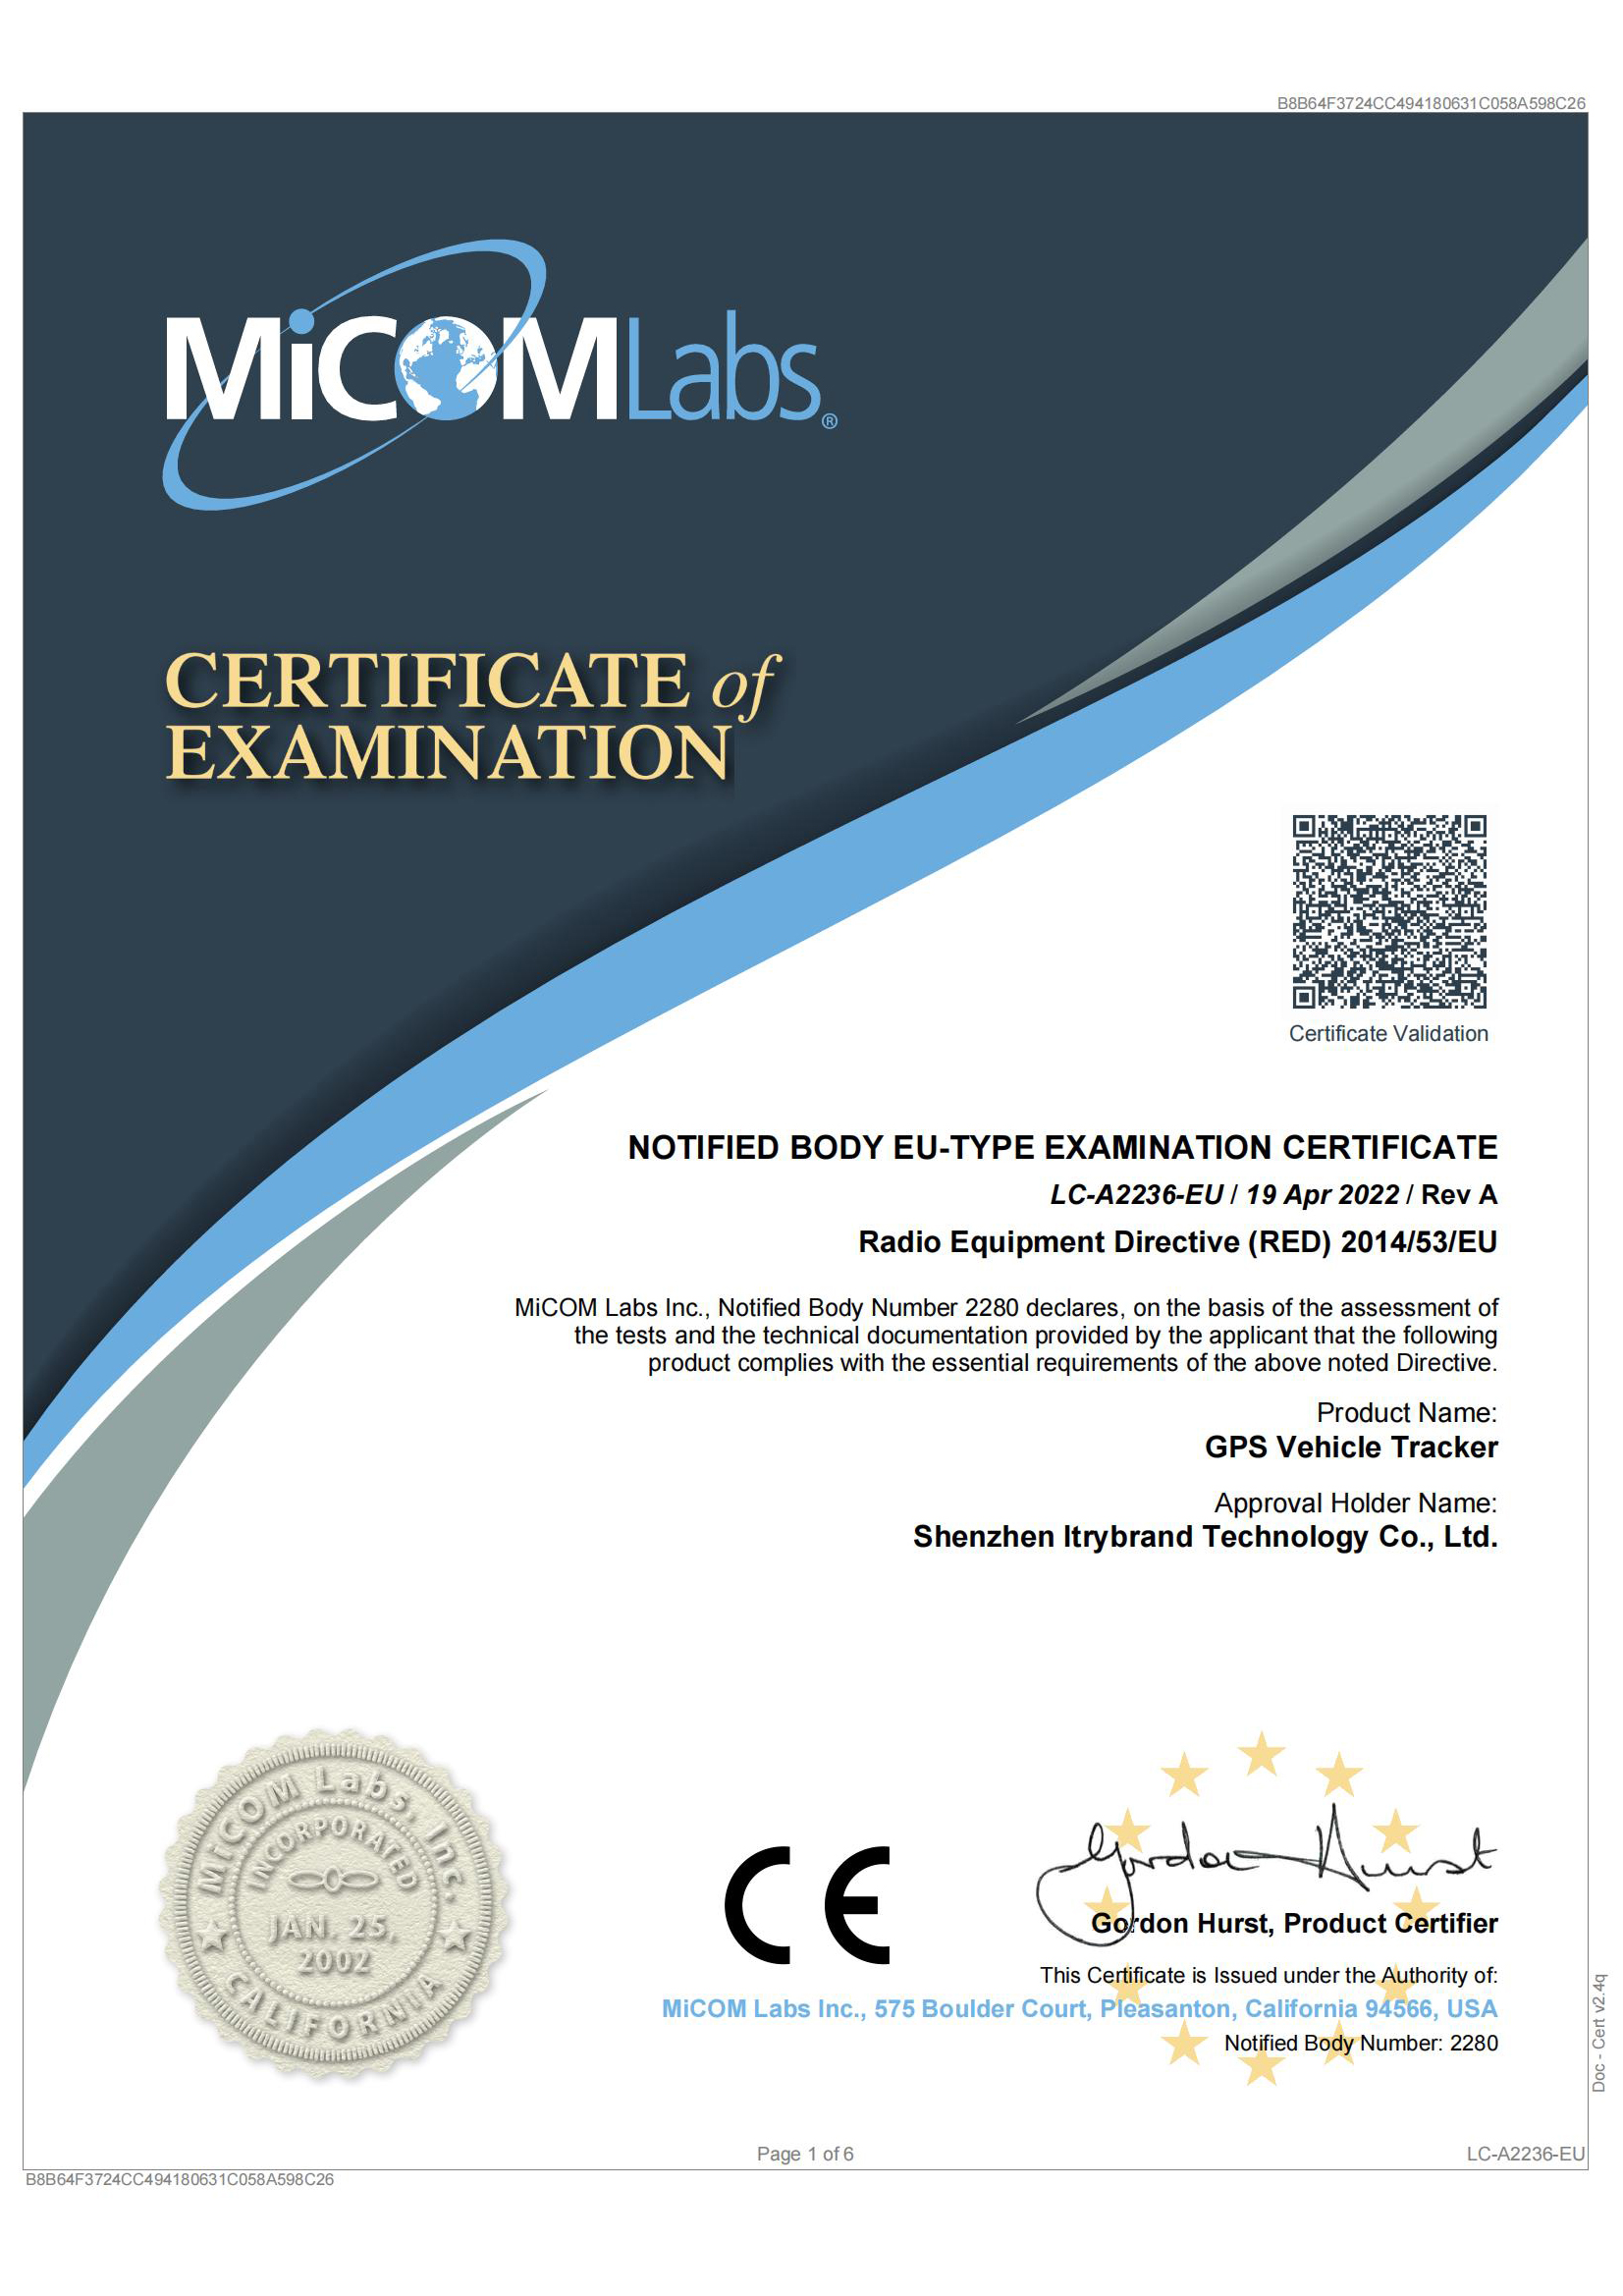 B8B64F3724CC494180631C058A598C26
MiCOMLabs®
CERTIFICATE of
EXAMINATION
Certificate Validation
NOTIFIED BODY EU-TYPE EXAMINATION CERTIFICATE
LC-A2236-EU / 19 Apr 2022 / Rev A
Radio Equipment Directive (RED) 2014/53/EU
MiCOM Labs Inc., Notified Body Number 2280 declares, on the basis of the assessment of
the tests and the technical documentation provided by the applicant that the following
product complies with the essential requirements of the above noted Directive.
Product Name:
GPS Vehicle Tracker
Approval Holder Name:
Shenzhen Itrybrand Technology Co., Ltd.
MiCOM Labs, Inc.
INCORPORATED
JAN. 25,
2002
CALIFORNIA
CE
Gordon Hurst
Gordon Hurst, Product Certifier
This Certificate is Issued under the Authority of:
MiCOM Labs Inc., 575 Boulder Court, Pleasanton, California 94566, USA
Notified Body Number: 2280
Doc - Cert v2.4q
Page 1 of 6
LC-A2236-EU
B8B64F3724CC494180631C058A598C26